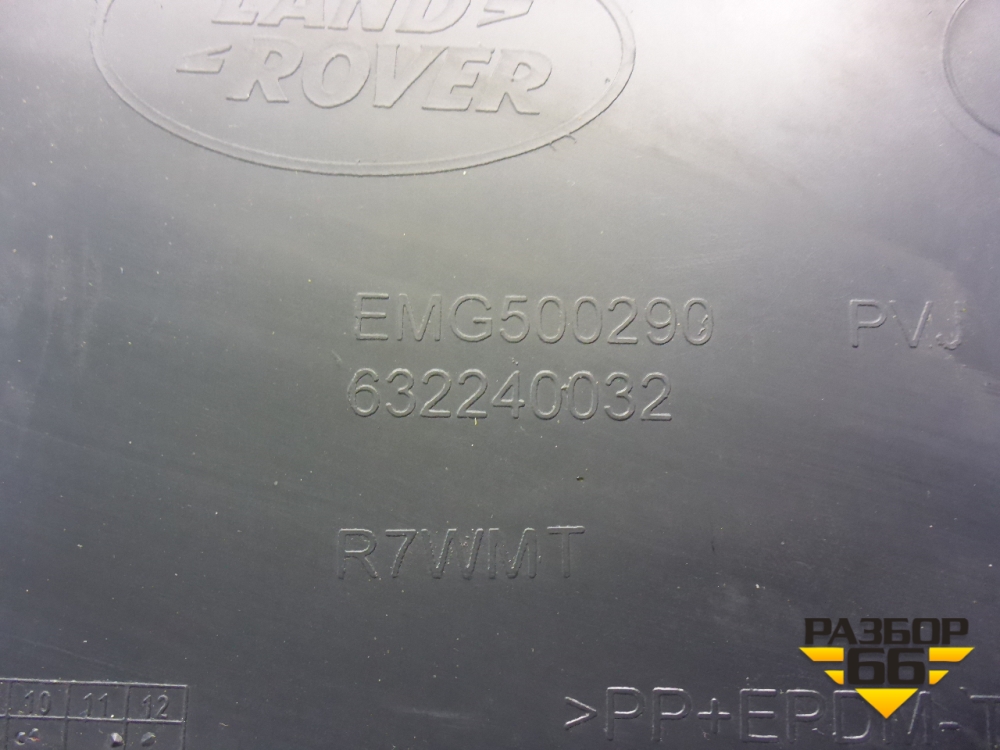 LAND
ROVER
EMG500290 PVJ
632240032
R7WMT
10 11 12
>PP+EPDM-T
РАЗБОР
66